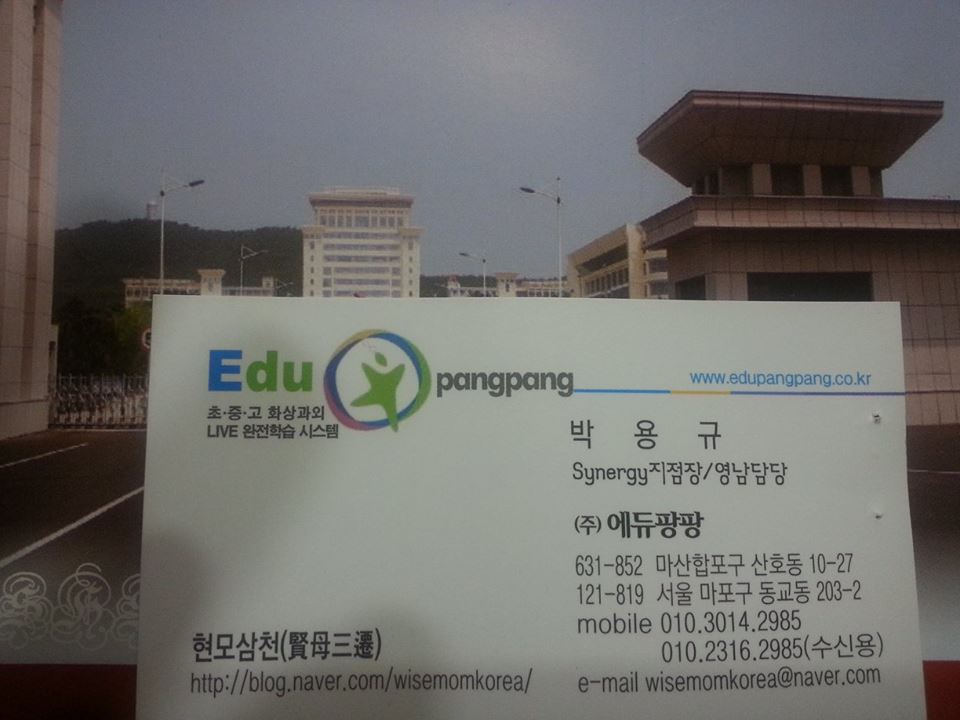 Edu pangpang
초·중·고 화상과외
LIVE 완전학습 시스템
www.edupangpang.co.kr
박 용 규
Synergy지점장/영남담당
(주) 에듀팡팡
631-852 마산합포구 산호동 10-27
121-819 서울 마포구 동교동 203-2
mobile 010.3014.2985
010.2316.2985(수신용)
e-mail wisemomkorea@naver.com
현모삼천(賢母三遷)
http://blog.naver.com/wisemomkorea/